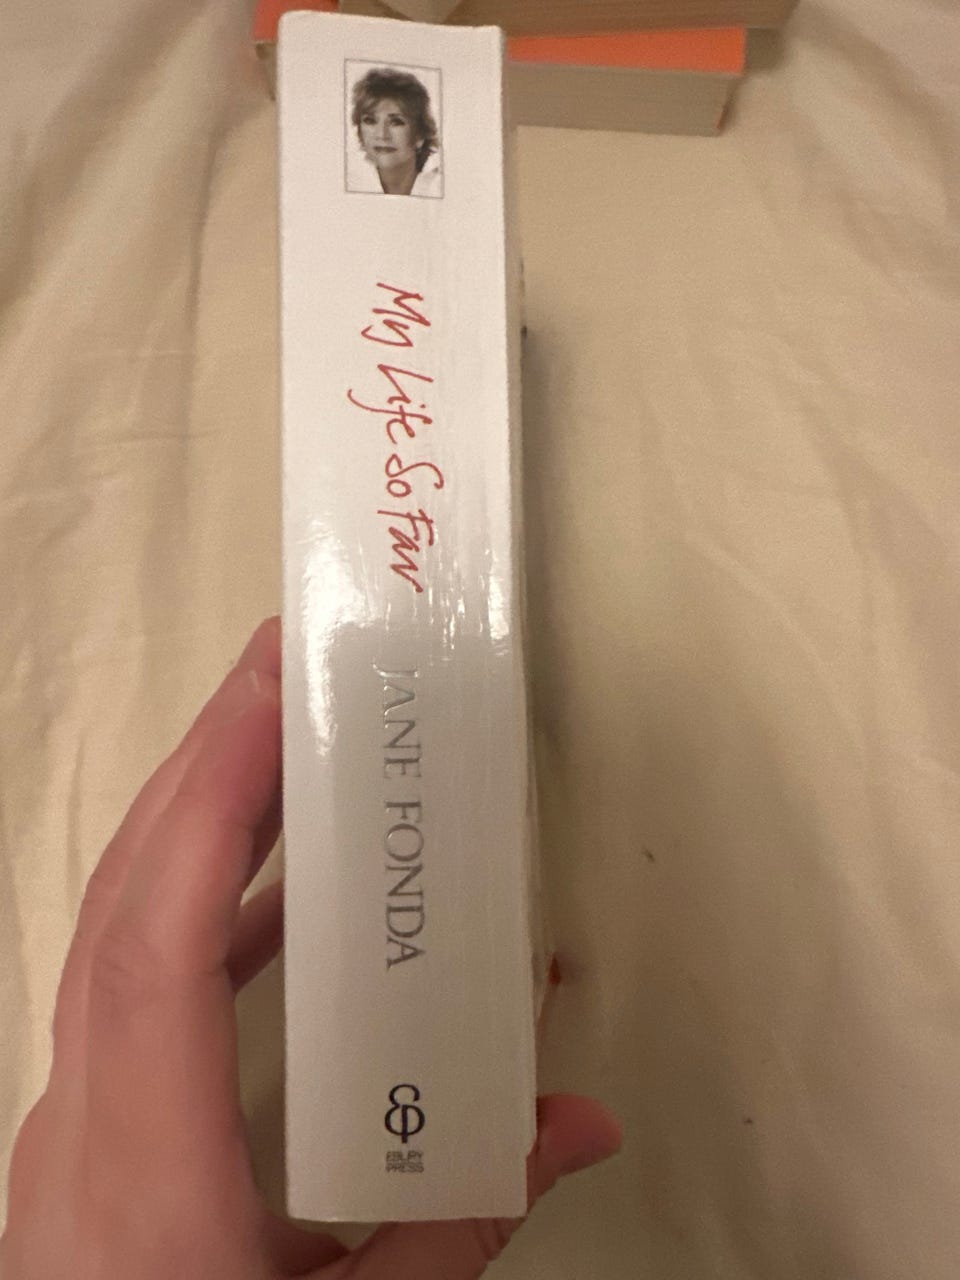 My Life So Far
JANE FONDA
EBURY
PRESS